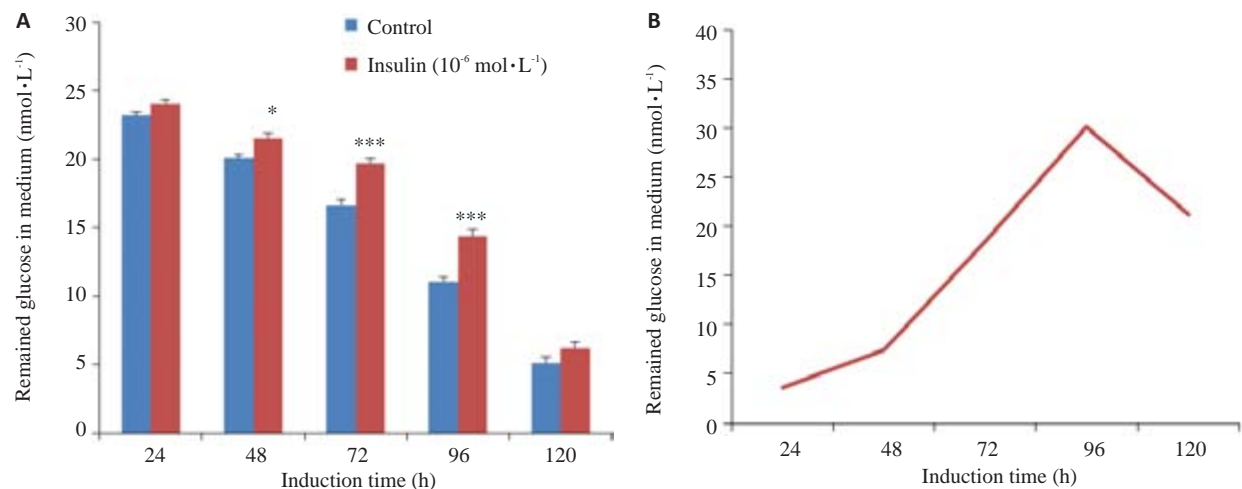 A
Remained glucose in medium (nmol·L⁻¹)
30
25
20
15
10
5
0
Control
Insulin (10⁻⁶ mol·L⁻¹)
*
***
***
24 48 72 96 120
Induction time (h)
B
Remained glucose in medium (nmol·L⁻¹)
40
35
30
25
20
15
10
5
0
24 48 72 96 120
Induction time (h)